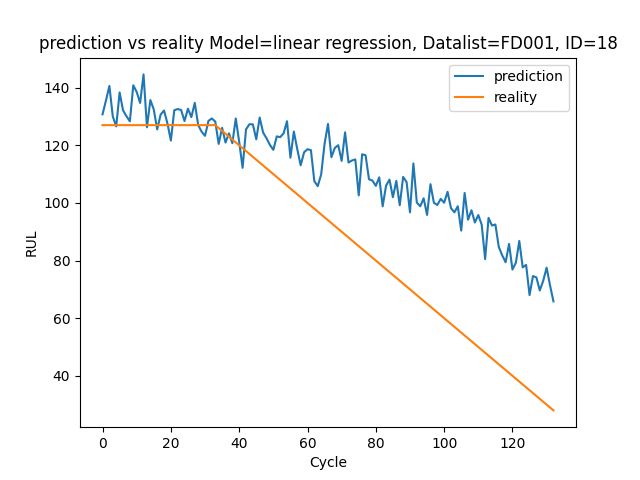 prediction vs reality Model=linear regression, Datalist=FD001, ID=18
prediction
reality
RUL
140
120
100
80
60
40
0 20 40 60 80 100 120
Cycle